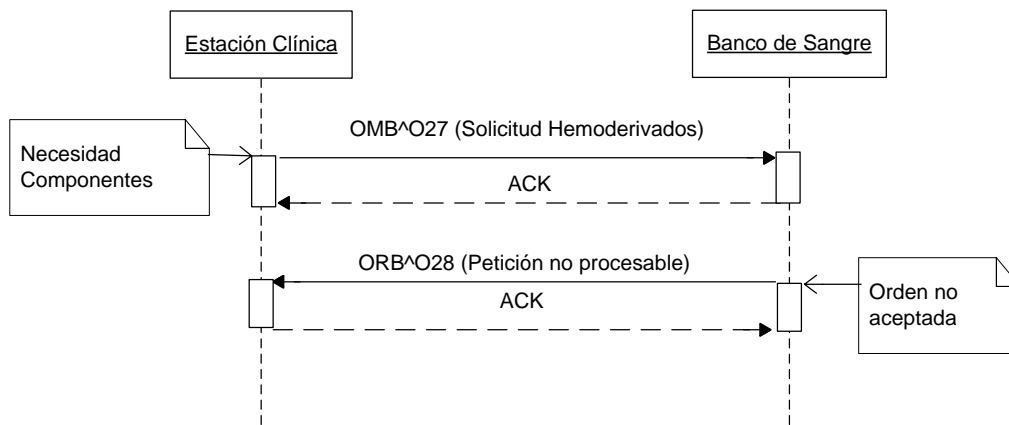 Estación Clínica
Banco de Sangre
OMB^O27 (Solicitud Hemoderivados)
Necesidad
Componentes
ACK
ORB^O28 (Petición no procesable)
ACK
Orden no
aceptada